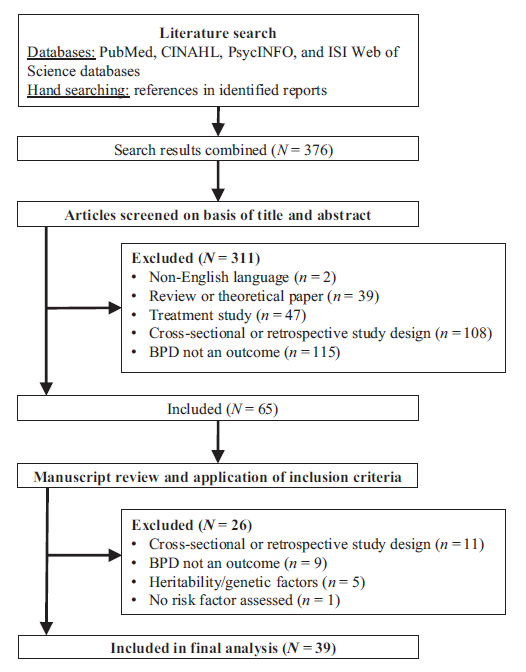 Literature search
Databases: PubMed, CINAHL, PsycINFO, and ISI Web of
Science databases
Hand searching: references in identified reports
Search results combined (N = 376)
Articles screened on basis of title and abstract
Excluded (N = 311)
• Non-English language (n = 2)
• Review or theoretical paper (n = 39)
• Treatment study (n = 47)
• Cross-sectional or retrospective study design (n = 108)
• BPD not an outcome (n = 115)
Included (N = 65)
Manuscript review and application of inclusion criteria
Excluded (N = 26)
• Cross-sectional or retrospective study design (n = 11)
• BPD not an outcome (n = 9)
• Heritability/genetic factors (n = 5)
• No risk factor assessed (n = 1)
Included in final analysis (N = 39)